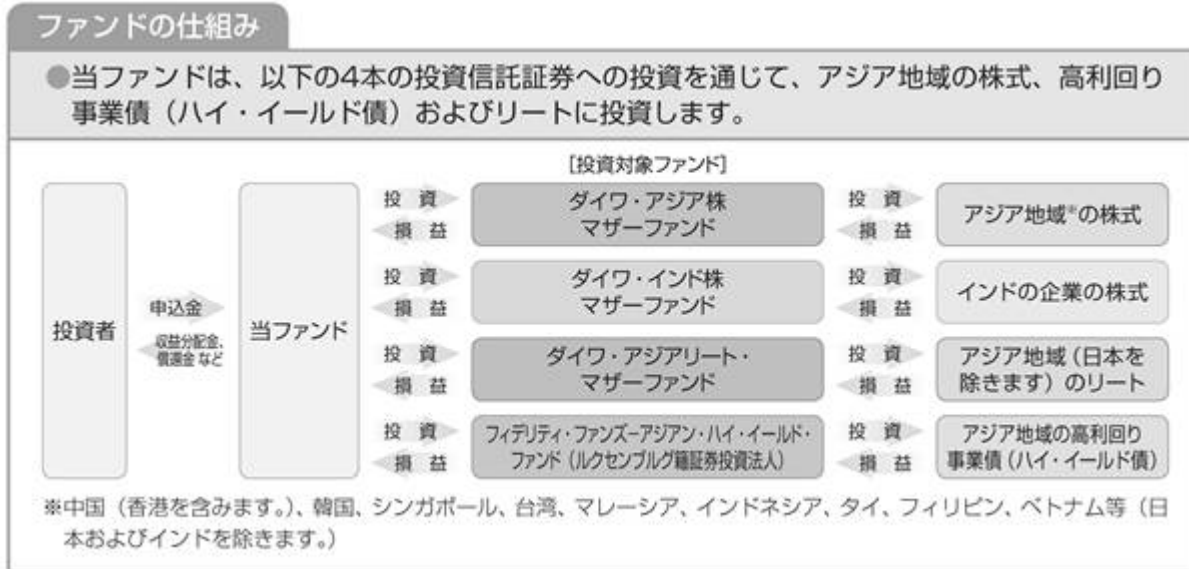 ファンドの仕組み
●当ファンドは、以下の4本の投資信託証券への投資を通じて、アジア地域の株式、高利回り
事業債（ハイ・イールド債）およびリートに投資します。
[投資対象ファンド]
投資者
申込金
収益分配金、
償還金 など
当ファンド
投 資
損 益
ダイワ・アジア株
マザーファンド
投 資
損 益
アジア地域※の株式
投 資
損 益
ダイワ・インド株
マザーファンド
投 資
損 益
インドの企業の株式
投 資
損 益
ダイワ・アジアリート・
マザーファンド
投 資
損 益
アジア地域（日本を
除きます）のリート
投 資
損 益
フィデリティ・ファンズ－アジアン・ハイ・イールド・
ファンド（ルクセンブルグ籍証券投資法人）
投 資
損 益
アジア地域の高利回り
事業債（ハイ・イールド債）
※中国（香港を含みます。）、韓国、シンガポール、台湾、マレーシア、インドネシア、タイ、フィリピン、ベトナム等（日
本およびインドを除きます。）